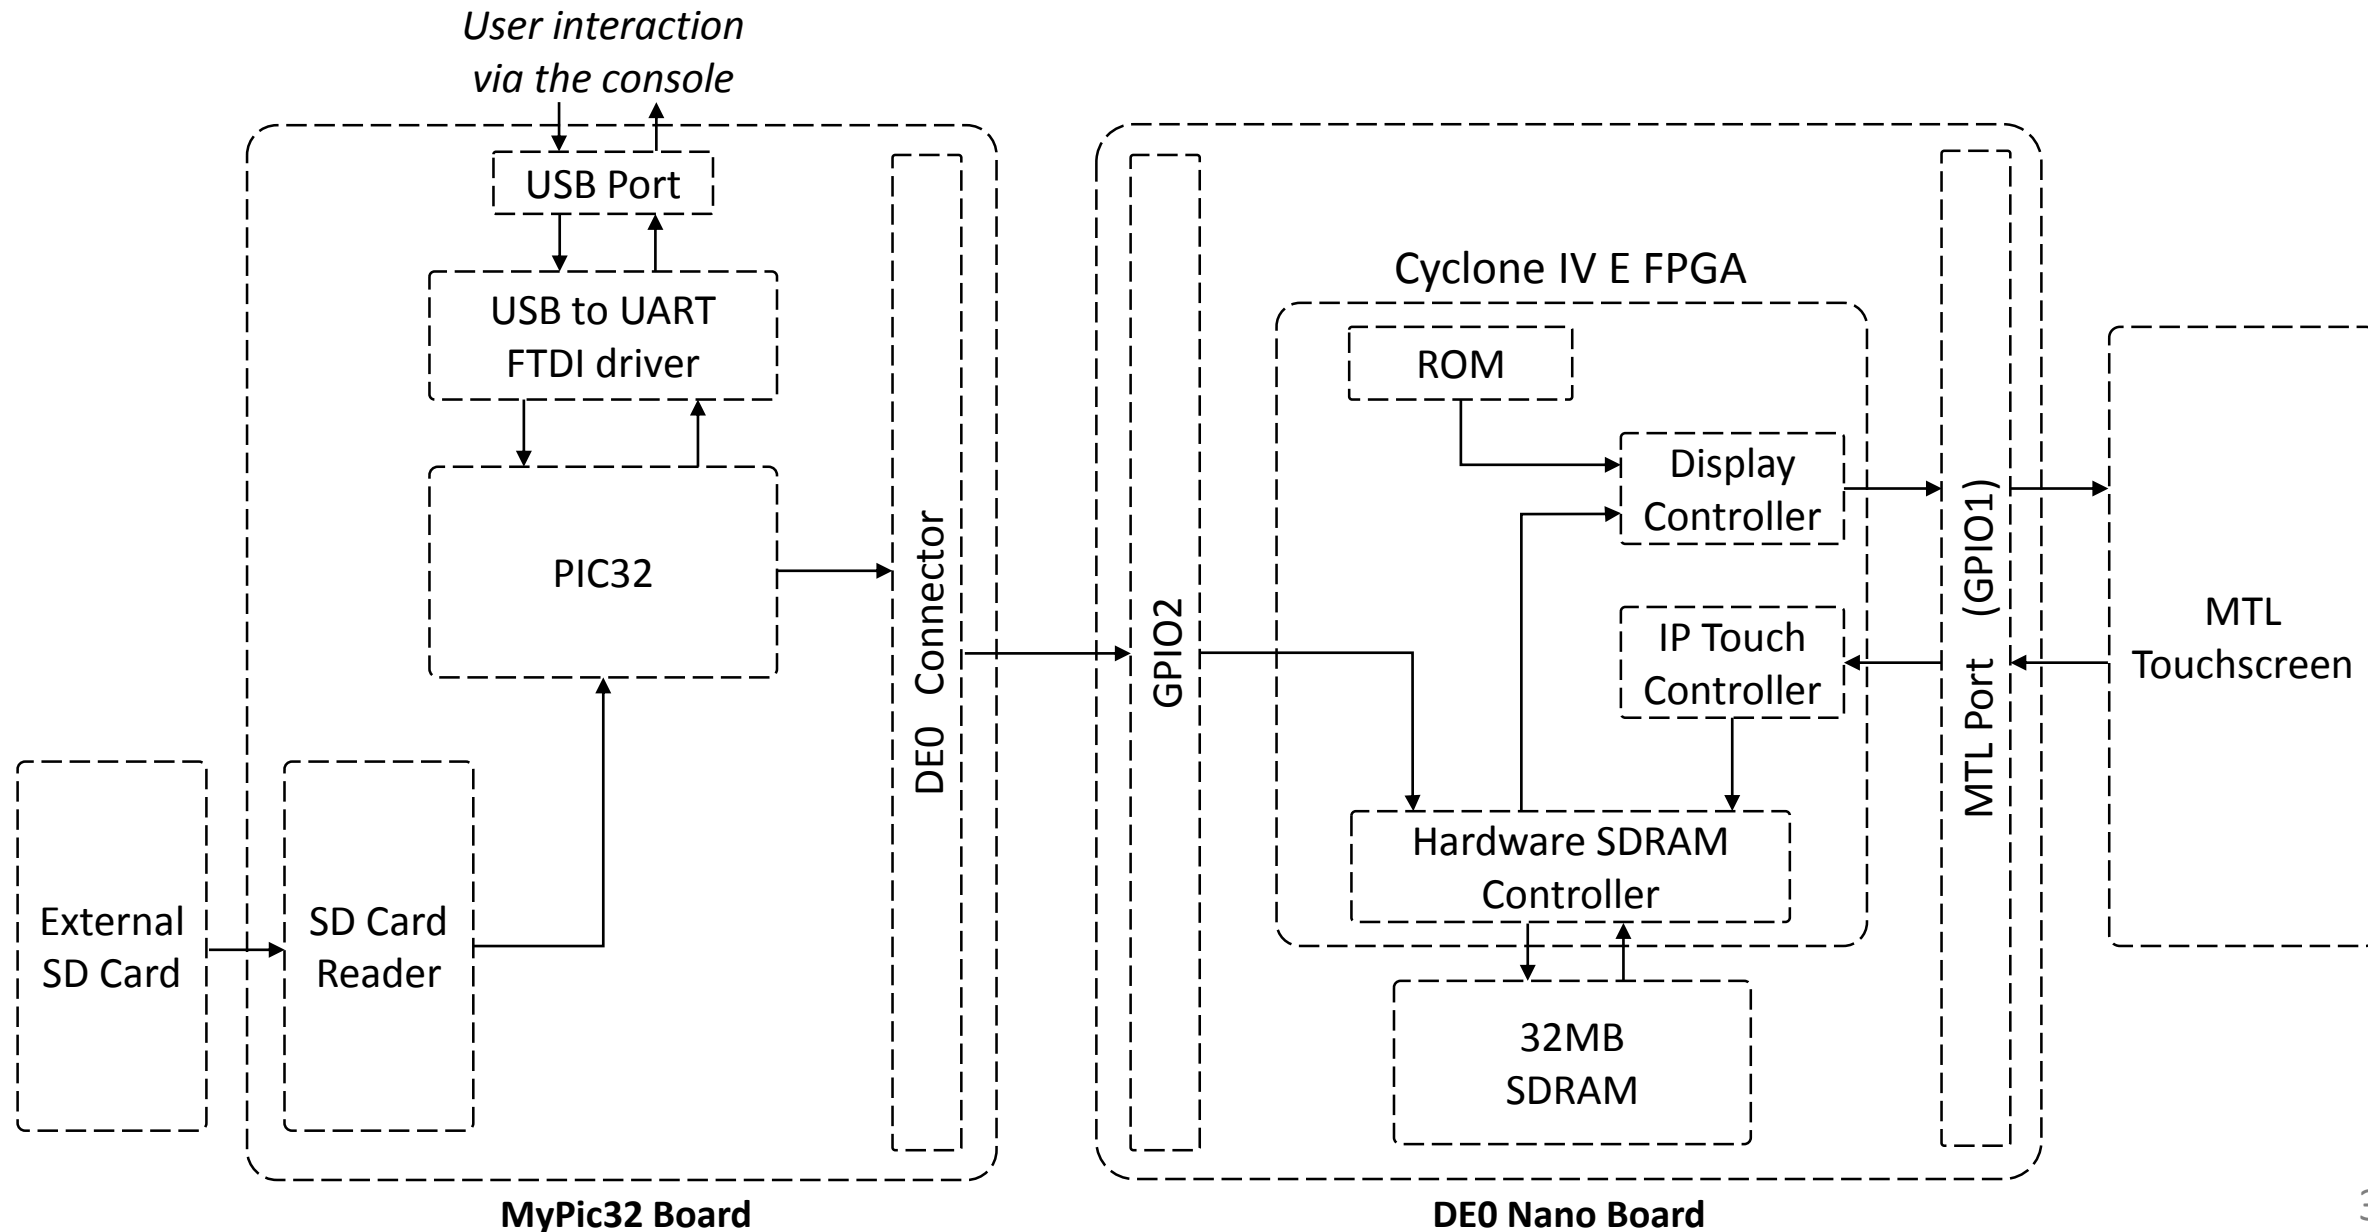 User interaction
via the console
USB Port
USB to UART
FTDI driver
PIC32
DE0 Connector
External
SD Card
SD Card
Reader
MyPic32 Board
GPIO2
Cyclone IV E FPGA
ROM
Display
Controller
IP Touch
Controller
Hardware SDRAM
Controller
32MB
SDRAM
MTL Port (GPIO1)
DE0 Nano Board
MTL
Touchscreen